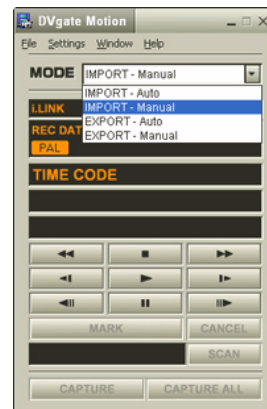 DVgate Motion
File Settings Window Help
MODE IMPORT - Manual
IMPORT - Auto
IMPORT - Manual
EXPORT - Auto
EXPORT - Manual
i.LINK
REC DAT
PAL
TIME CODE
MARK CANCEL
SCAN
CAPTURE CAPTURE ALL